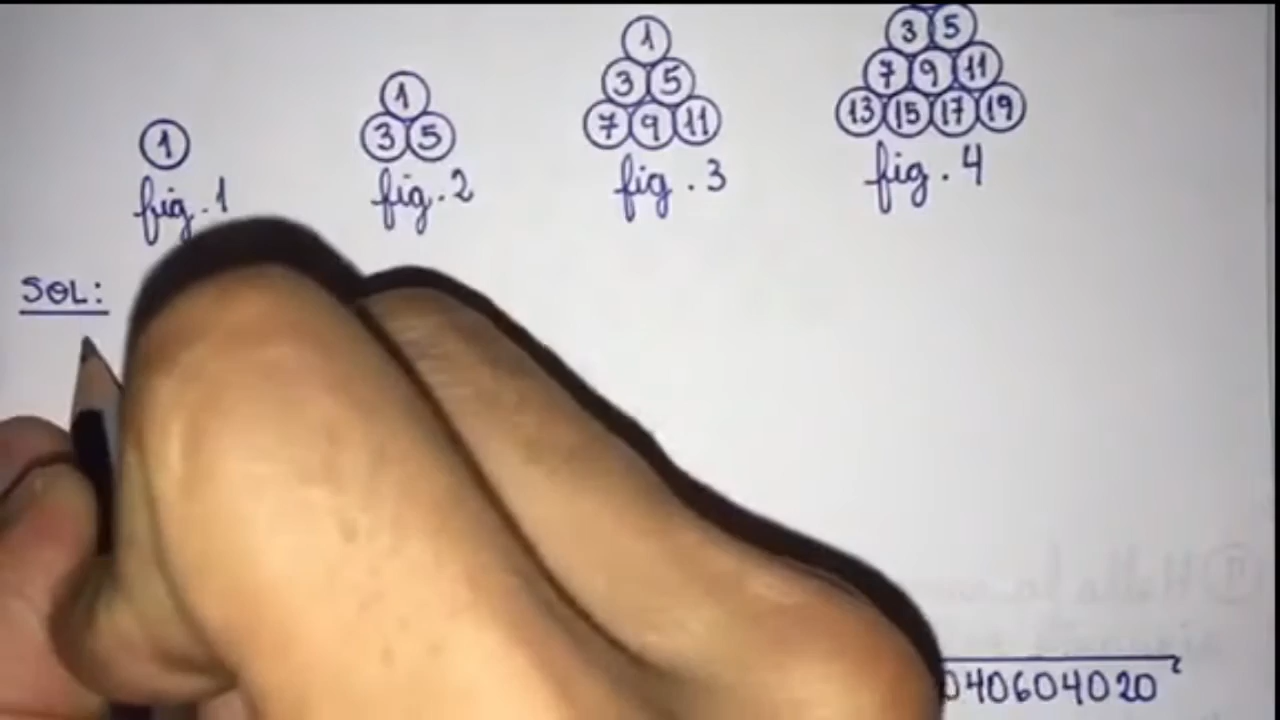 1
3 5
7 9 11
13 15 17 19
fig. 4
1
3 5
7 9 11
fig. 3
1
3 5
fig. 2
1
fig. 1
SOL:
040604020